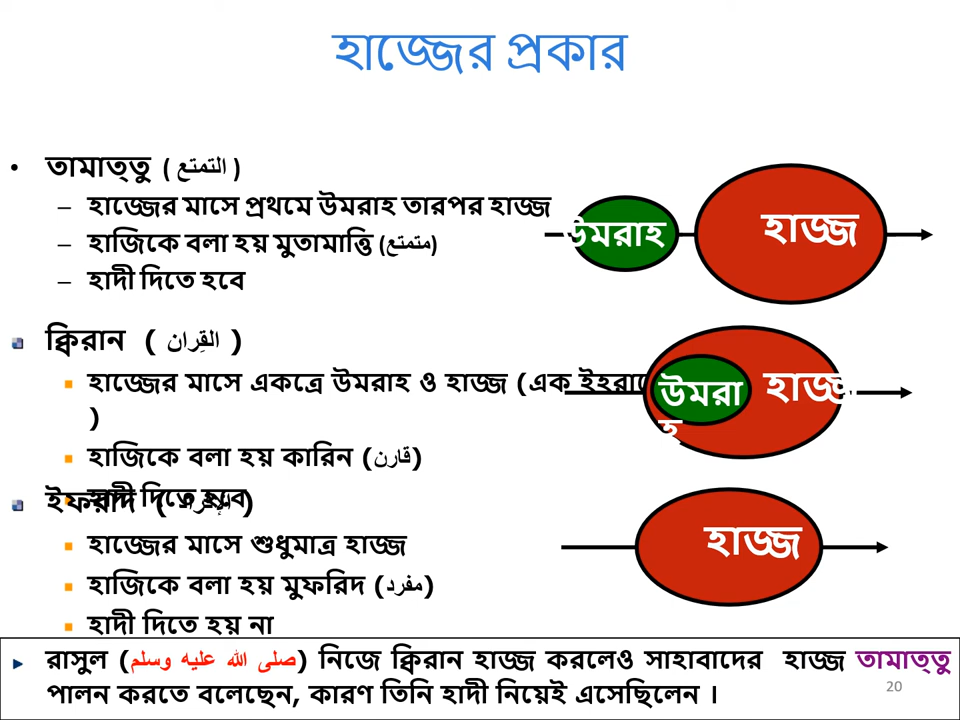 হাজ্জের প্রকার
• তামাত্তু ( التمتع )
– হাজ্জের মাসে প্রথমে উমরাহ তারপর হাজ্জ
– হাজিকে বলা হয় মুতামাত্তি (متمتع)
– হাদী দিতে হবে
উমরাহ
হাজ্জ
ক্বিরান ( القِران )
হাজ্জের মাসে একত্রে উমরাহ ও হাজ্জ (এক
)
হাজিকে বলা হয় কারিন (قارن)
হাদী দিতে হবে
উমরা
হ
হাজ্জ
ইফরাদ ( الإفراد )
হাজ্জের মাসে শুধুমাত্র হাজ্জ
হাজিকে বলা হয় মুফরিদ (مفرد)
হাদী দিতে হয় না
হাজ্জ
রাসুল (صلى الله عليه وسلم) নিজে ক্বিরান হাজ্জ করলেও সাহাবাদের হাজ্জ তামাত্তু
পালন করতে বলেছেন, কারণ তিনি হাদী নিয়েই এসেছিলেন ।
20